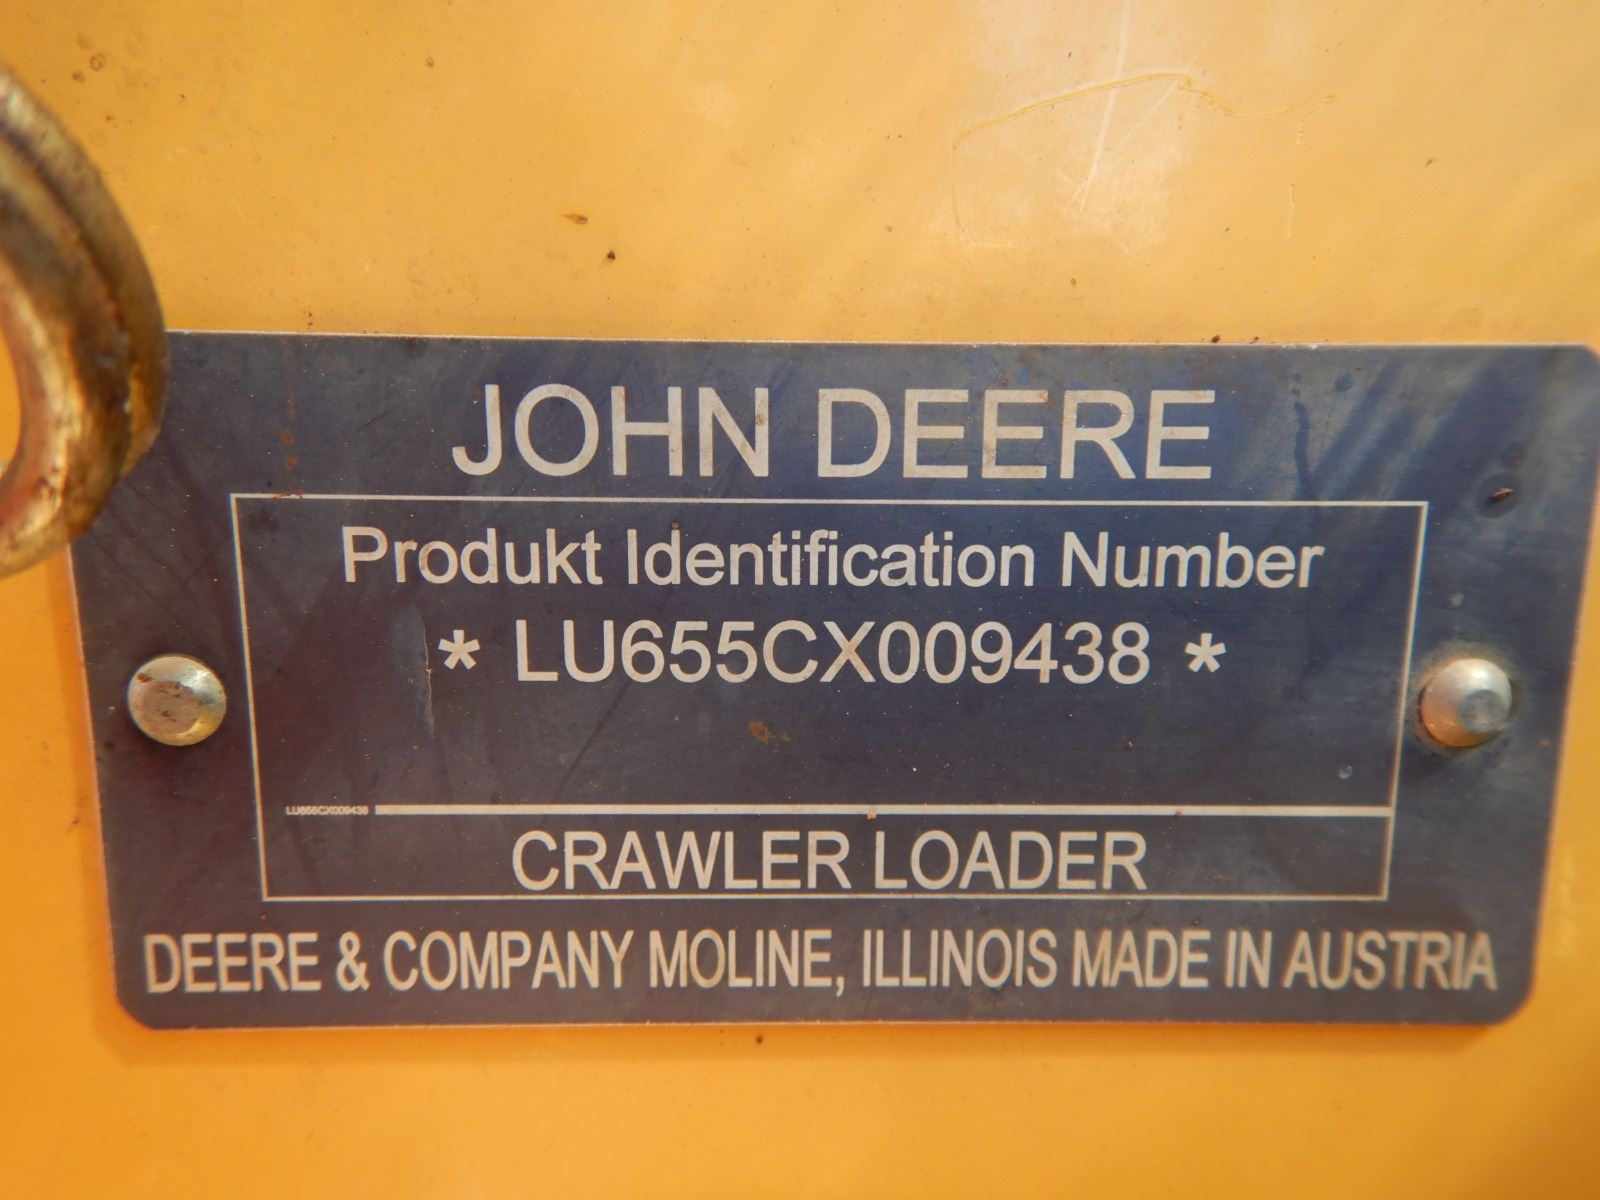 JOHN DEERE
Produkt Identification Number
* LU655CX009438 *
LU655CX009438
CRAWLER LOADER
DEERE & COMPANY MOLINE, ILLINOIS MADE IN AUSTRIA